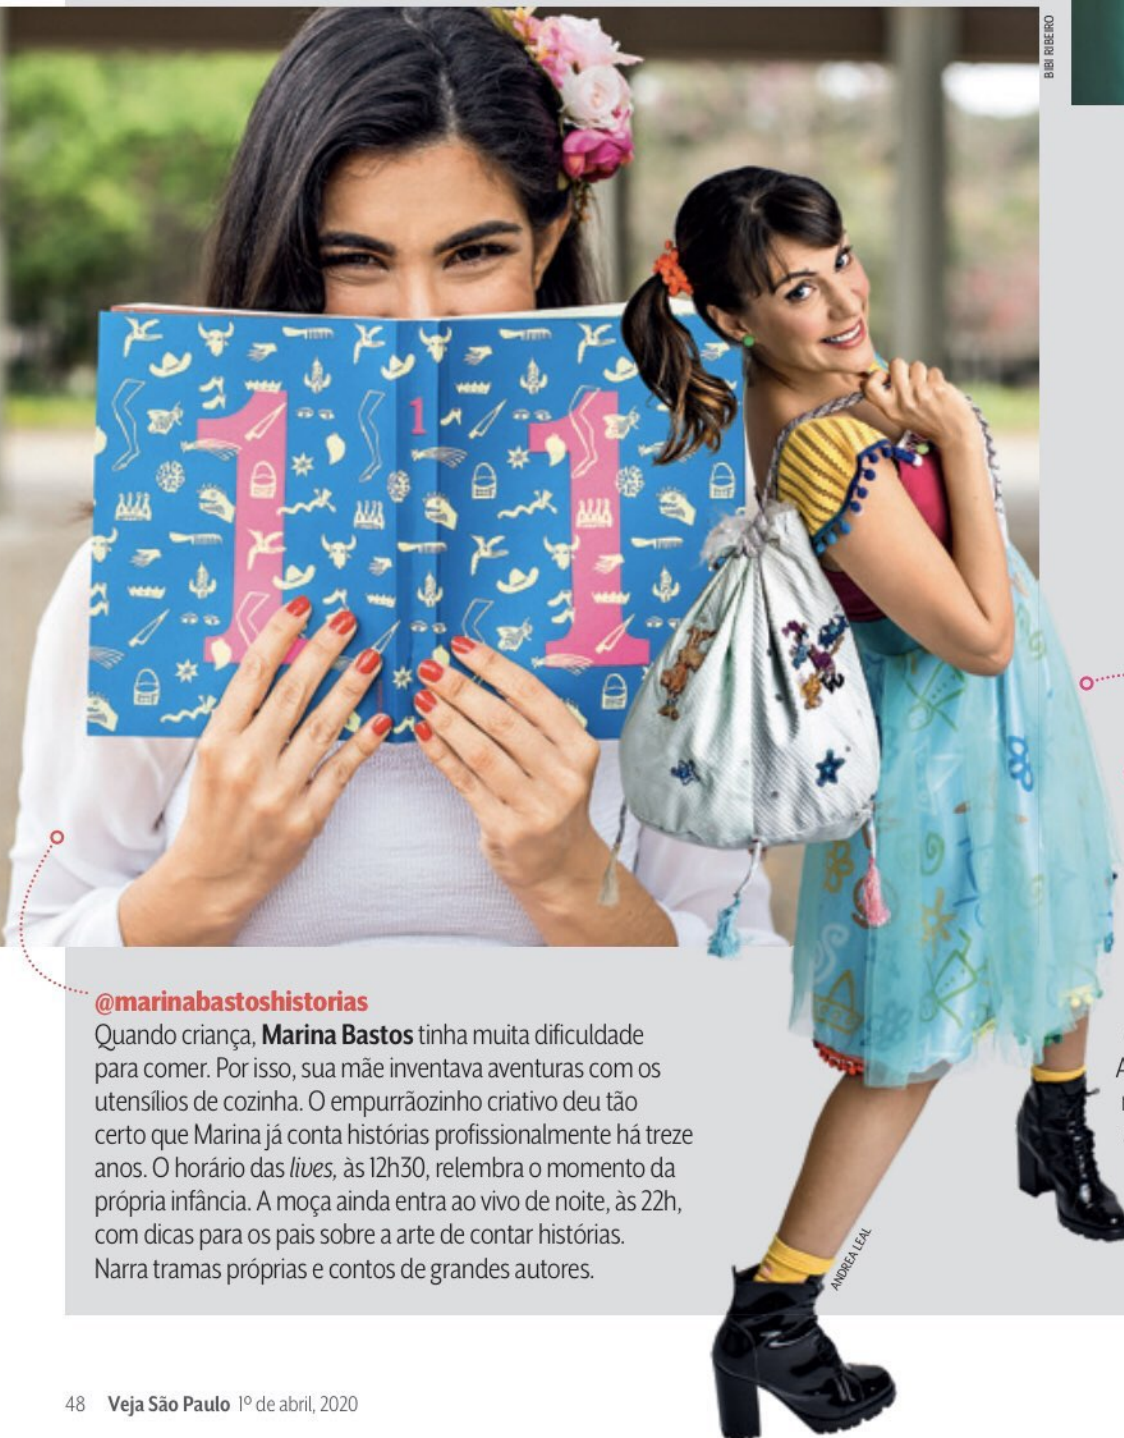 BIBI RIBEIRO
1 1 1
@marinabastoshistorias
Quando criança, Marina Bastos tinha muita dificuldade
para comer. Por isso, sua mãe inventava aventuras com os
utensílios de cozinha. O empurrãozinho criativo deu tão
certo que Marina já conta histórias profissionalmente há treze
anos. O horário das lives, às 12h30, relembra o momento da
própria infância. A moça ainda entra ao vivo de noite, às 22h,
com dicas para os pais sobre a arte de contar histórias.
Narra tramas próprias e contos de grandes autores.
ANDREA LEAL
48 Veja São Paulo 1º de abril, 2020